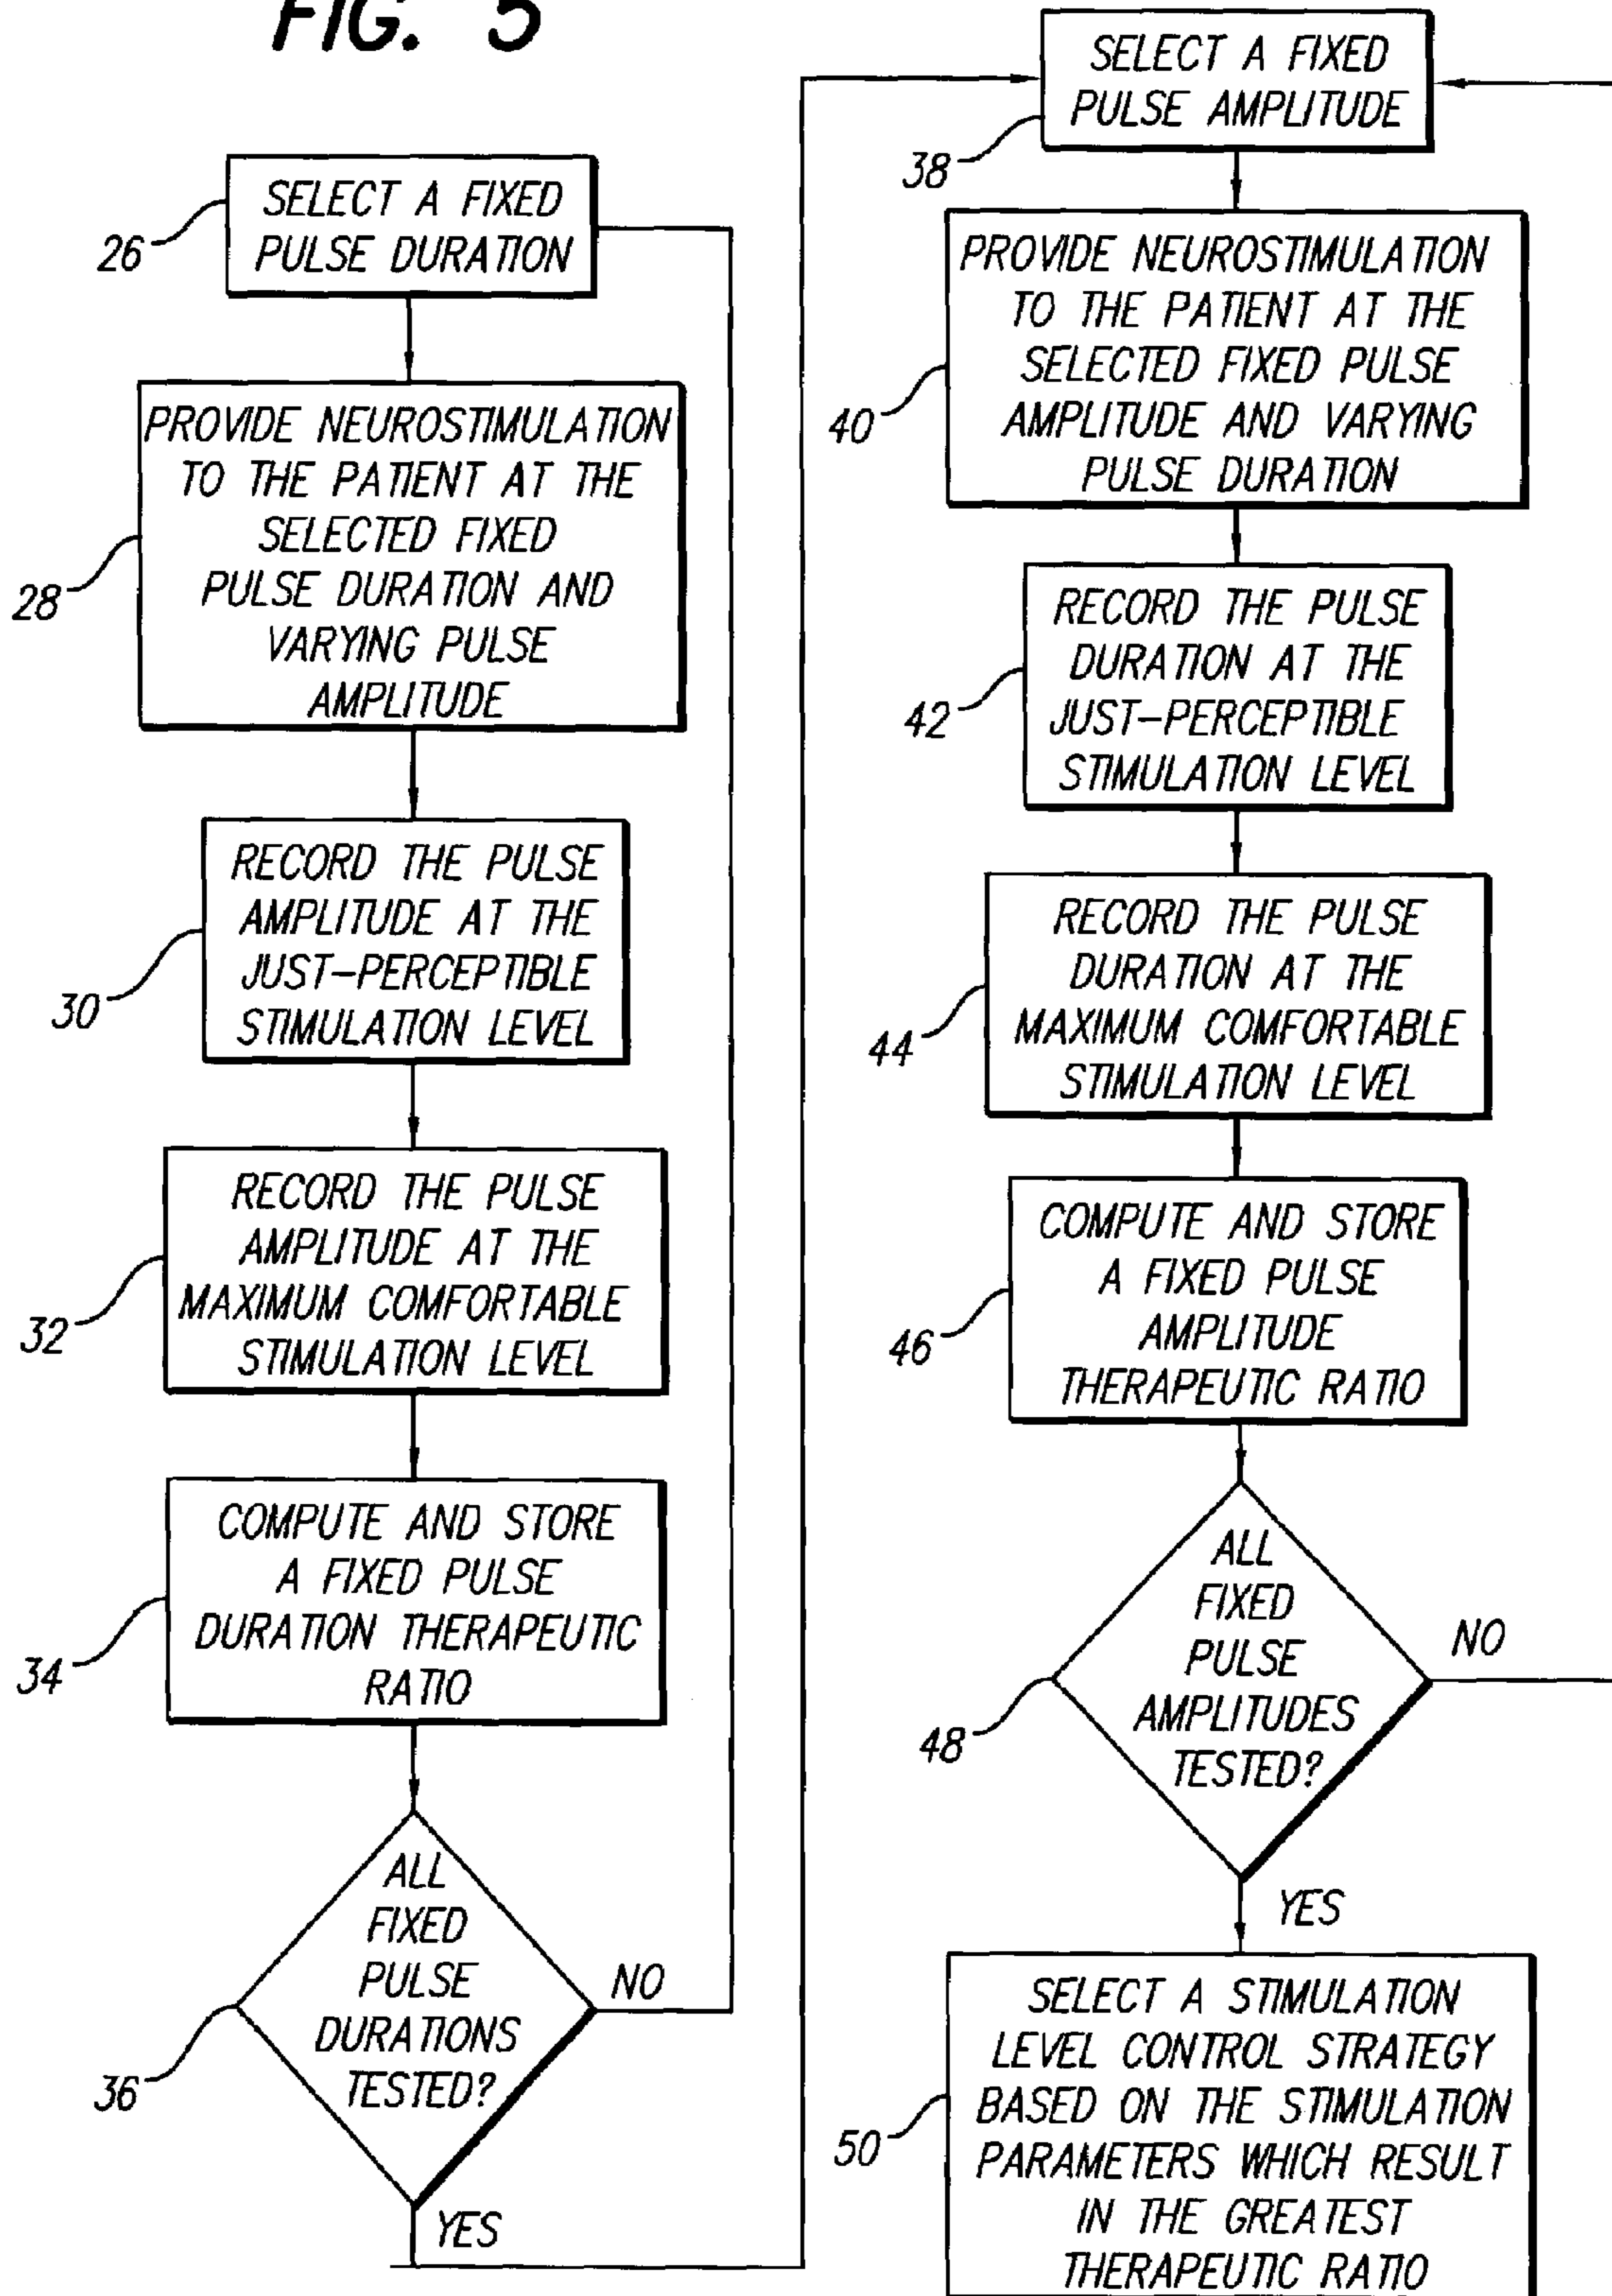 FIG. 5
SELECT A FIXED
PULSE DURATION
26
PROVIDE NEUROSTIMULATION
TO THE PATIENT AT THE
SELECTED FIXED
PULSE DURATION AND
VARYING PULSE
AMPLITUDE
28
RECORD THE PULSE
AMPLITUDE AT THE
JUST-PERCEPTIBLE
STIMULATION LEVEL
30
RECORD THE PULSE
AMPLITUDE AT THE
MAXIMUM COMFORTABLE
STIMULATION LEVEL
32
COMPUTE AND STORE
A FIXED PULSE
DURATION THERAPEUTIC
RATIO
34
ALL
FIXED
PULSE
DURATIONS
TESTED?
36
NO
YES
SELECT A FIXED
PULSE AMPLITUDE
38
PROVIDE NEUROSTIMULATION
TO THE PATIENT AT THE
SELECTED FIXED PULSE
AMPLITUDE AND VARYING
PULSE DURATION
40
RECORD THE PULSE
DURATION AT THE
JUST-PERCEPTIBLE
STIMULATION LEVEL
42
RECORD THE PULSE
DURATION AT THE
MAXIMUM COMFORTABLE
STIMULATION LEVEL
44
COMPUTE AND STORE
A FIXED PULSE
AMPLITUDE
THERAPEUTIC RATIO
46
ALL
FIXED
PULSE
AMPLITUDES
TESTED?
48
NO
YES
SELECT A STIMULATION
LEVEL CONTROL STRATEGY
BASED ON THE STIMULATION
PARAMETERS WHICH RESULT
IN THE GREATEST
THERAPEUTIC RATIO
50